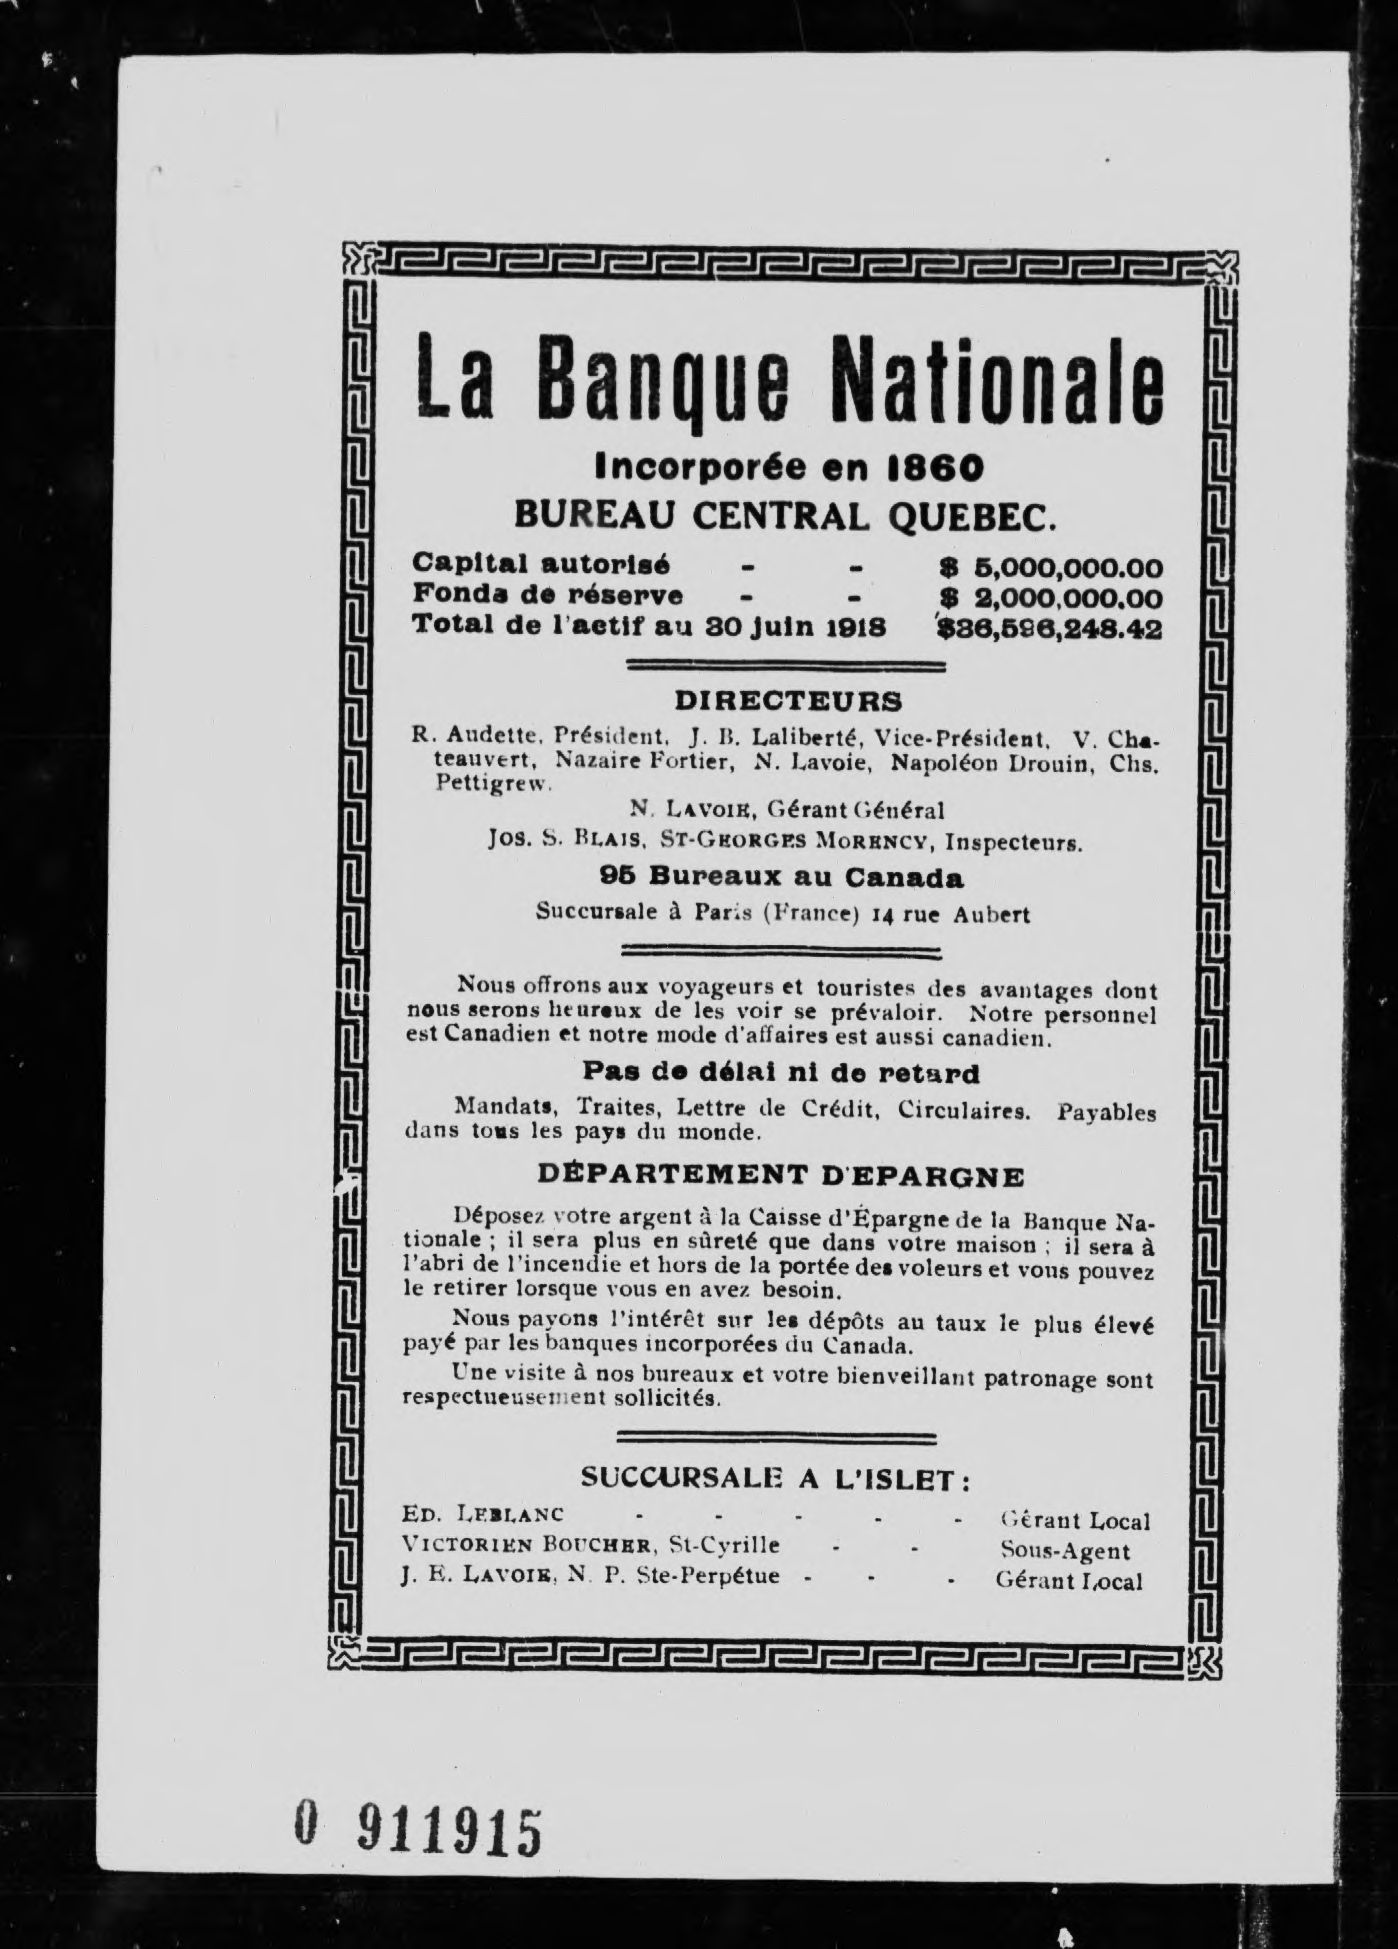 La Banque Nationale
Incorporée en 1860
BUREAU CENTRAL QUEBEC.
Capital autorisé - - $ 5,000,000.00
Fonds de réserve - - $ 2,000,000.00
Total de l'actif au 30 juin 1918 $36,596,248.42
DIRECTEURS
R. Audette, Président, J. B. Laliberté, Vice-Président, V. Cha-
teauvert, Nazaire Fortier, N. Lavoie, Napoléon Drouin, Chs.
Pettigrew.
N. LAVOIE, Gérant Général
JOS. S. BLAIS, ST-GEORGES MORENCY, Inspecteurs.
95 Bureaux au Canada
Succursale à Paris (France) 14 rue Aubert
Nous offrons aux voyageurs et touristes des avantages dont
nous serons heureux de les voir se prévaloir. Notre personnel
est Canadien et notre mode d'affaires est aussi canadien.
Pas de délai ni de retard
Mandats, Traites, Lettre de Crédit, Circulaires. Payables
dans tous les pays du monde.
DÉPARTEMENT D'EPARGNE
Déposez votre argent à la Caisse d'Épargne de la Banque Na-
tionale ; il sera plus en sûreté que dans votre maison ; il sera à
l'abri de l'incendie et hors de la portée des voleurs et vous pouvez
le retirer lorsque vous en avez besoin.
Nous payons l'intérêt sur les dépôts au taux le plus élevé
payé par les banques incorporées du Canada.
Une visite à nos bureaux et votre bienveillant patronage sont
respectueusement sollicités.
SUCCURSALE A L'ISLET:
ED. LEBLANC - - - - - Gérant Local
VICTORIEN BOUCHER, St-Cyrille - - Sous-Agent
J. E. LAVOIE, N. P. Ste-Perpétue - - - Gérant Local
0 911915